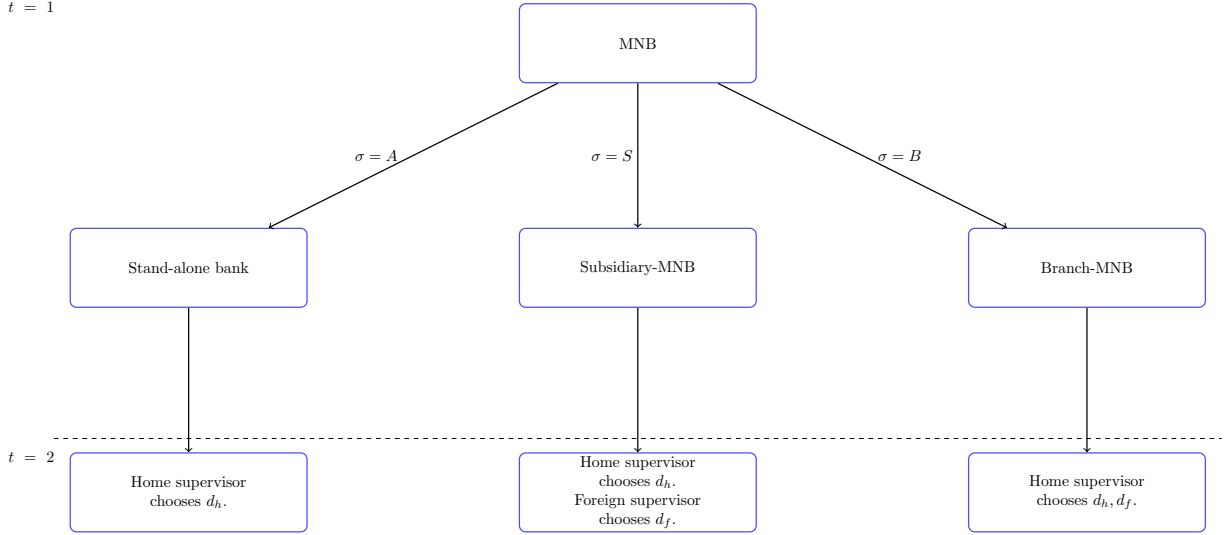 t = 1
MNB
σ = A
σ = S
σ = B
Stand-alone bank
Subsidiary-MNB
Branch-MNB
t = 2
Home supervisor
chooses d_h.
Home supervisor
chooses d_h.
Foreign supervisor
chooses d_f.
Home supervisor
chooses d_h, d_f.